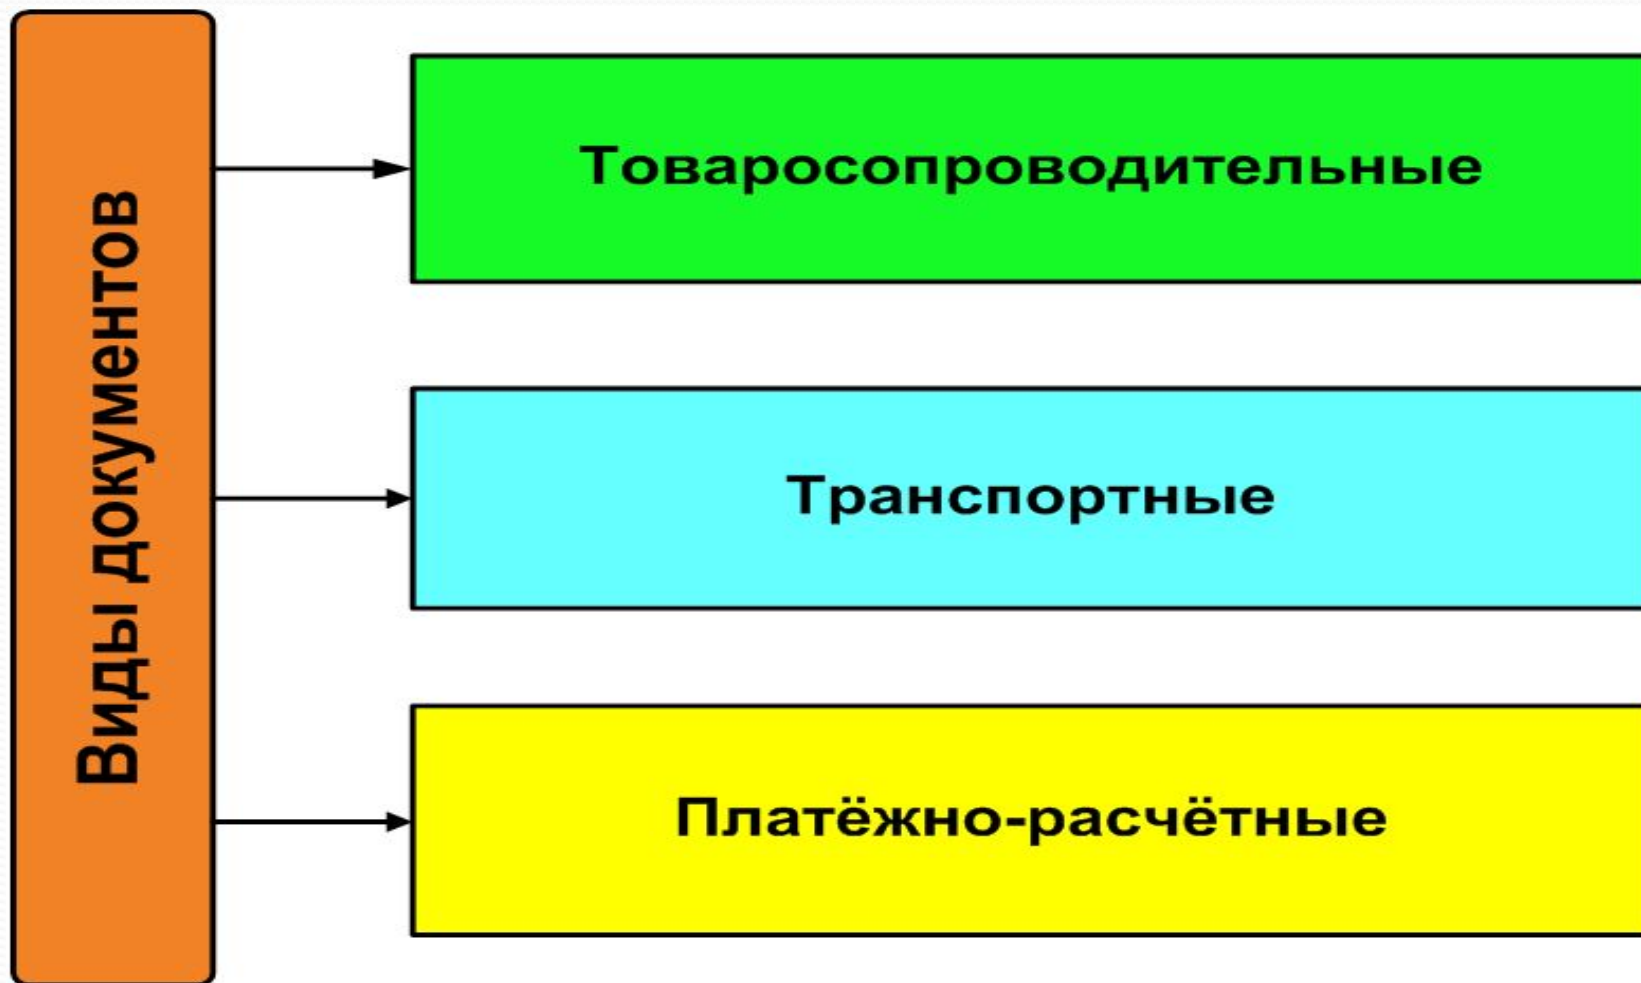 Виды документов
Товаросопроводительные
Транспортные
Платёжно-расчётные